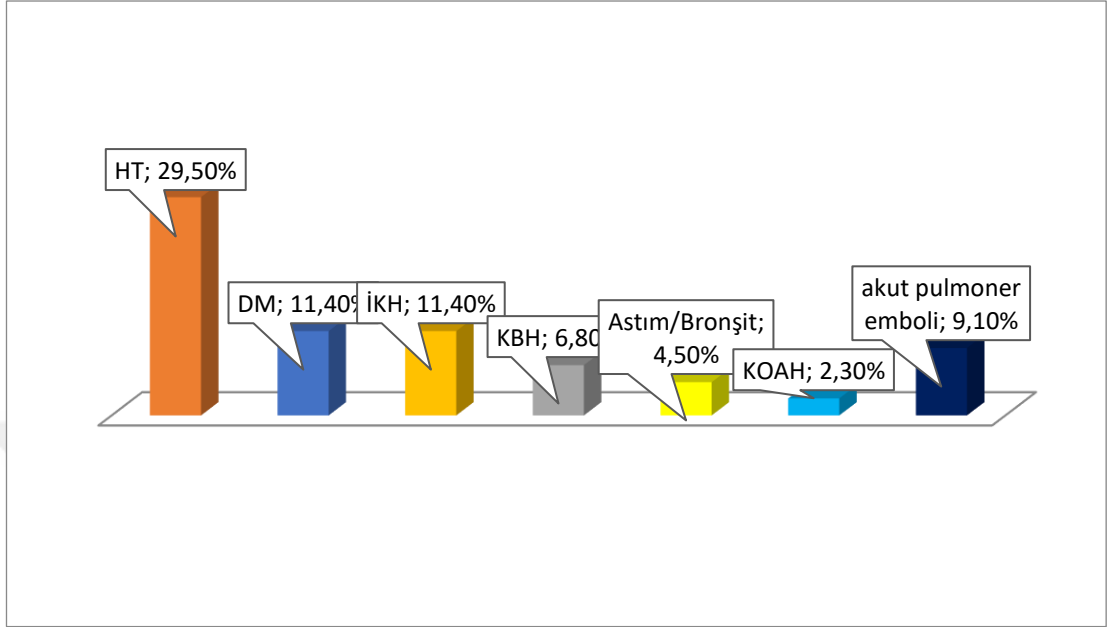 HT; 29,50%
DM; 11,40%
İKH; 11,40%
KBH; 6,80
Astım/Bronşit;
4,50%
KOAH; 2,30%
akut pulmoner
emboli; 9,10%